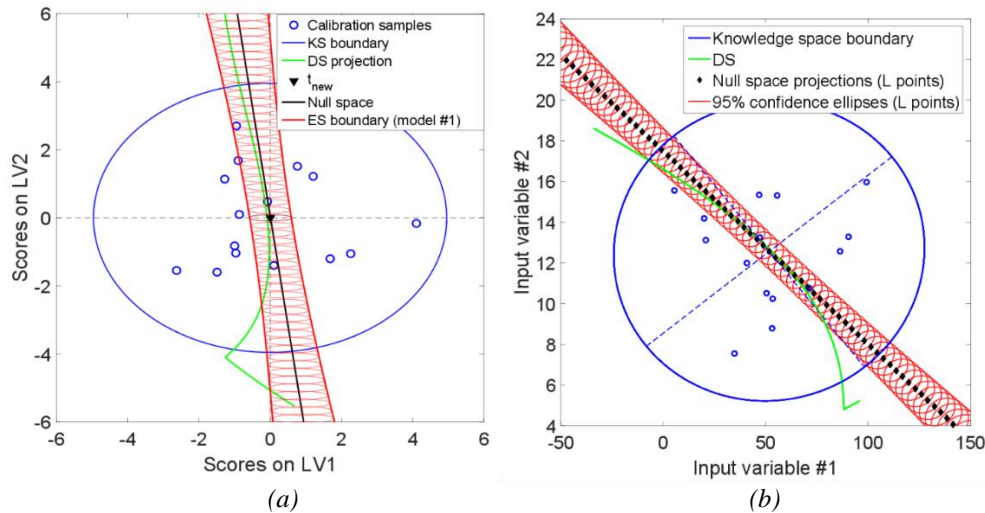 Calibration samples
KS boundary
DS projection
t_new
Null space
ES boundary (model #1)
Scores on LV2
6
4
2
0
-2
-4
-6
-6
-4
-2
0
2
4
6
Scores on LV1
(a)
Knowledge space boundary
DS
Null space projections (L points)
95% confidence ellipses (L points)
Input variable #2
24
22
20
18
16
14
12
10
8
6
4
-50
0
50
100
150
Input variable #1
(b)